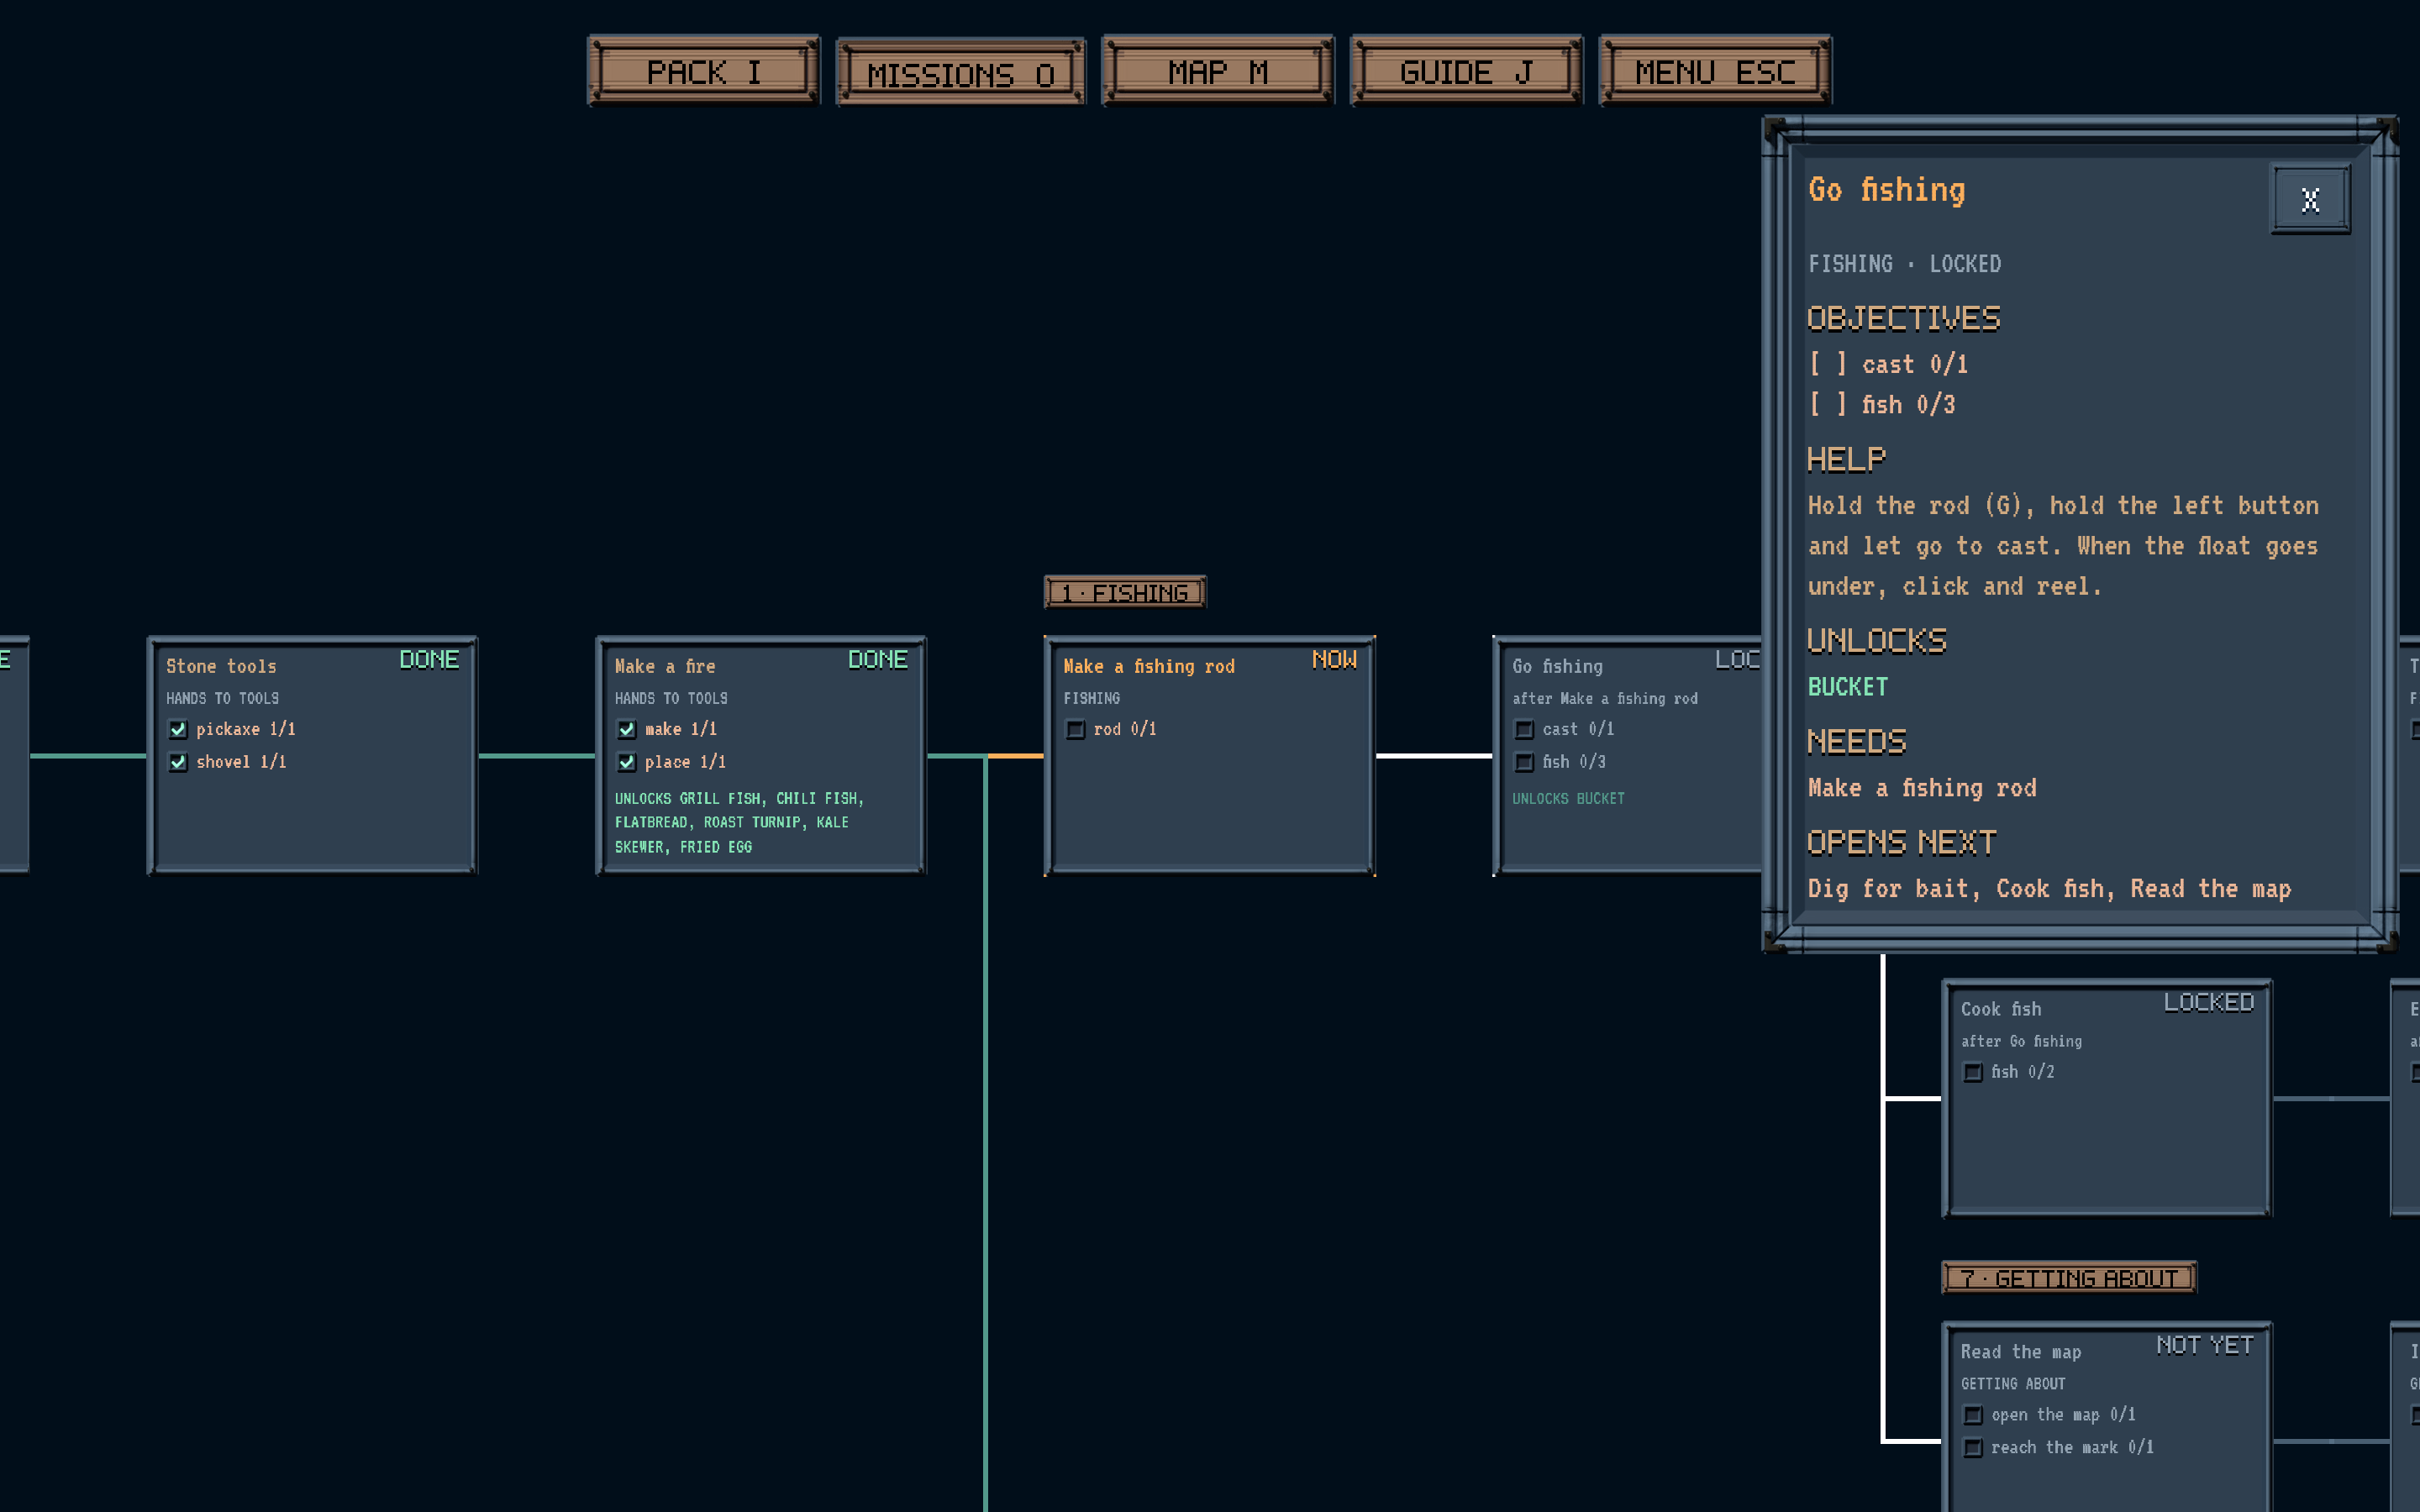 PACK I
MISSIONS O
MAP M
GUIDE J
MENU ESC
Go fishing
X
FISHING · LOCKED
OBJECTIVES
[ ] cast 0/1
[ ] fish 0/3
HELP
Hold the rod (G), hold the left button
and let go to cast. When the float goes
under, click and reel.
UNLOCKS
BUCKET
NEEDS
Make a fishing rod
OPENS NEXT
Dig for bait, Cook fish, Read the map
E
Stone tools
DONE
HANDS TO TOOLS
pickaxe 1/1
shovel 1/1
Make a fire
DONE
HANDS TO TOOLS
make 1/1
place 1/1
UNLOCKS GRILL FISH, CHILI FISH,
FLATBREAD, ROAST TURNIP, KALE
SKEWER, FRIED EGG
1 · FISHING
Make a fishing rod
NOW
FISHING
rod 0/1
Go fishing
LOC
after Make a fishing rod
cast 0/1
fish 0/3
UNLOCKS BUCKET
T
F
Cook fish
LOCKED
after Go fishing
fish 0/2
E
a
7 · GETTING ABOUT
Read the map
NOT YET
GETTING ABOUT
open the map 0/1
reach the mark 0/1
I
G